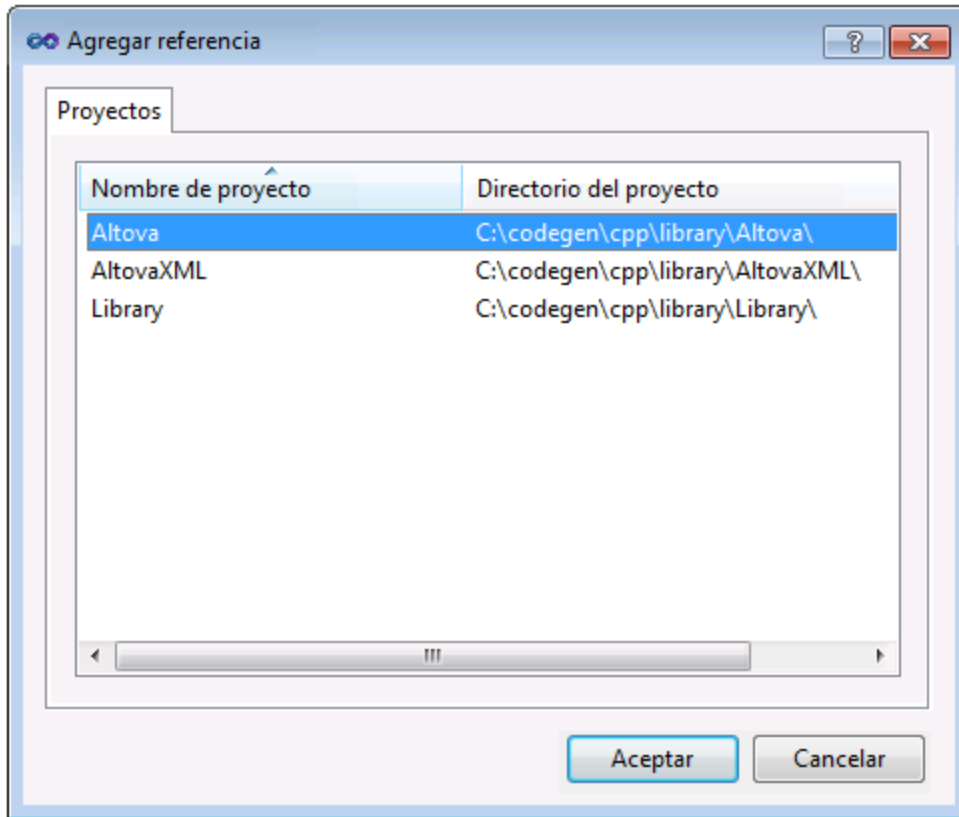 Agregar referencia
Proyectos
Nombre de proyecto Directorio del proyecto
Altova C:\codegen\cpp\library\Altova\
AltovaXML C:\codegen\cpp\library\AltovaXML\
Library C:\codegen\cpp\library\Library\
Aceptar Cancelar